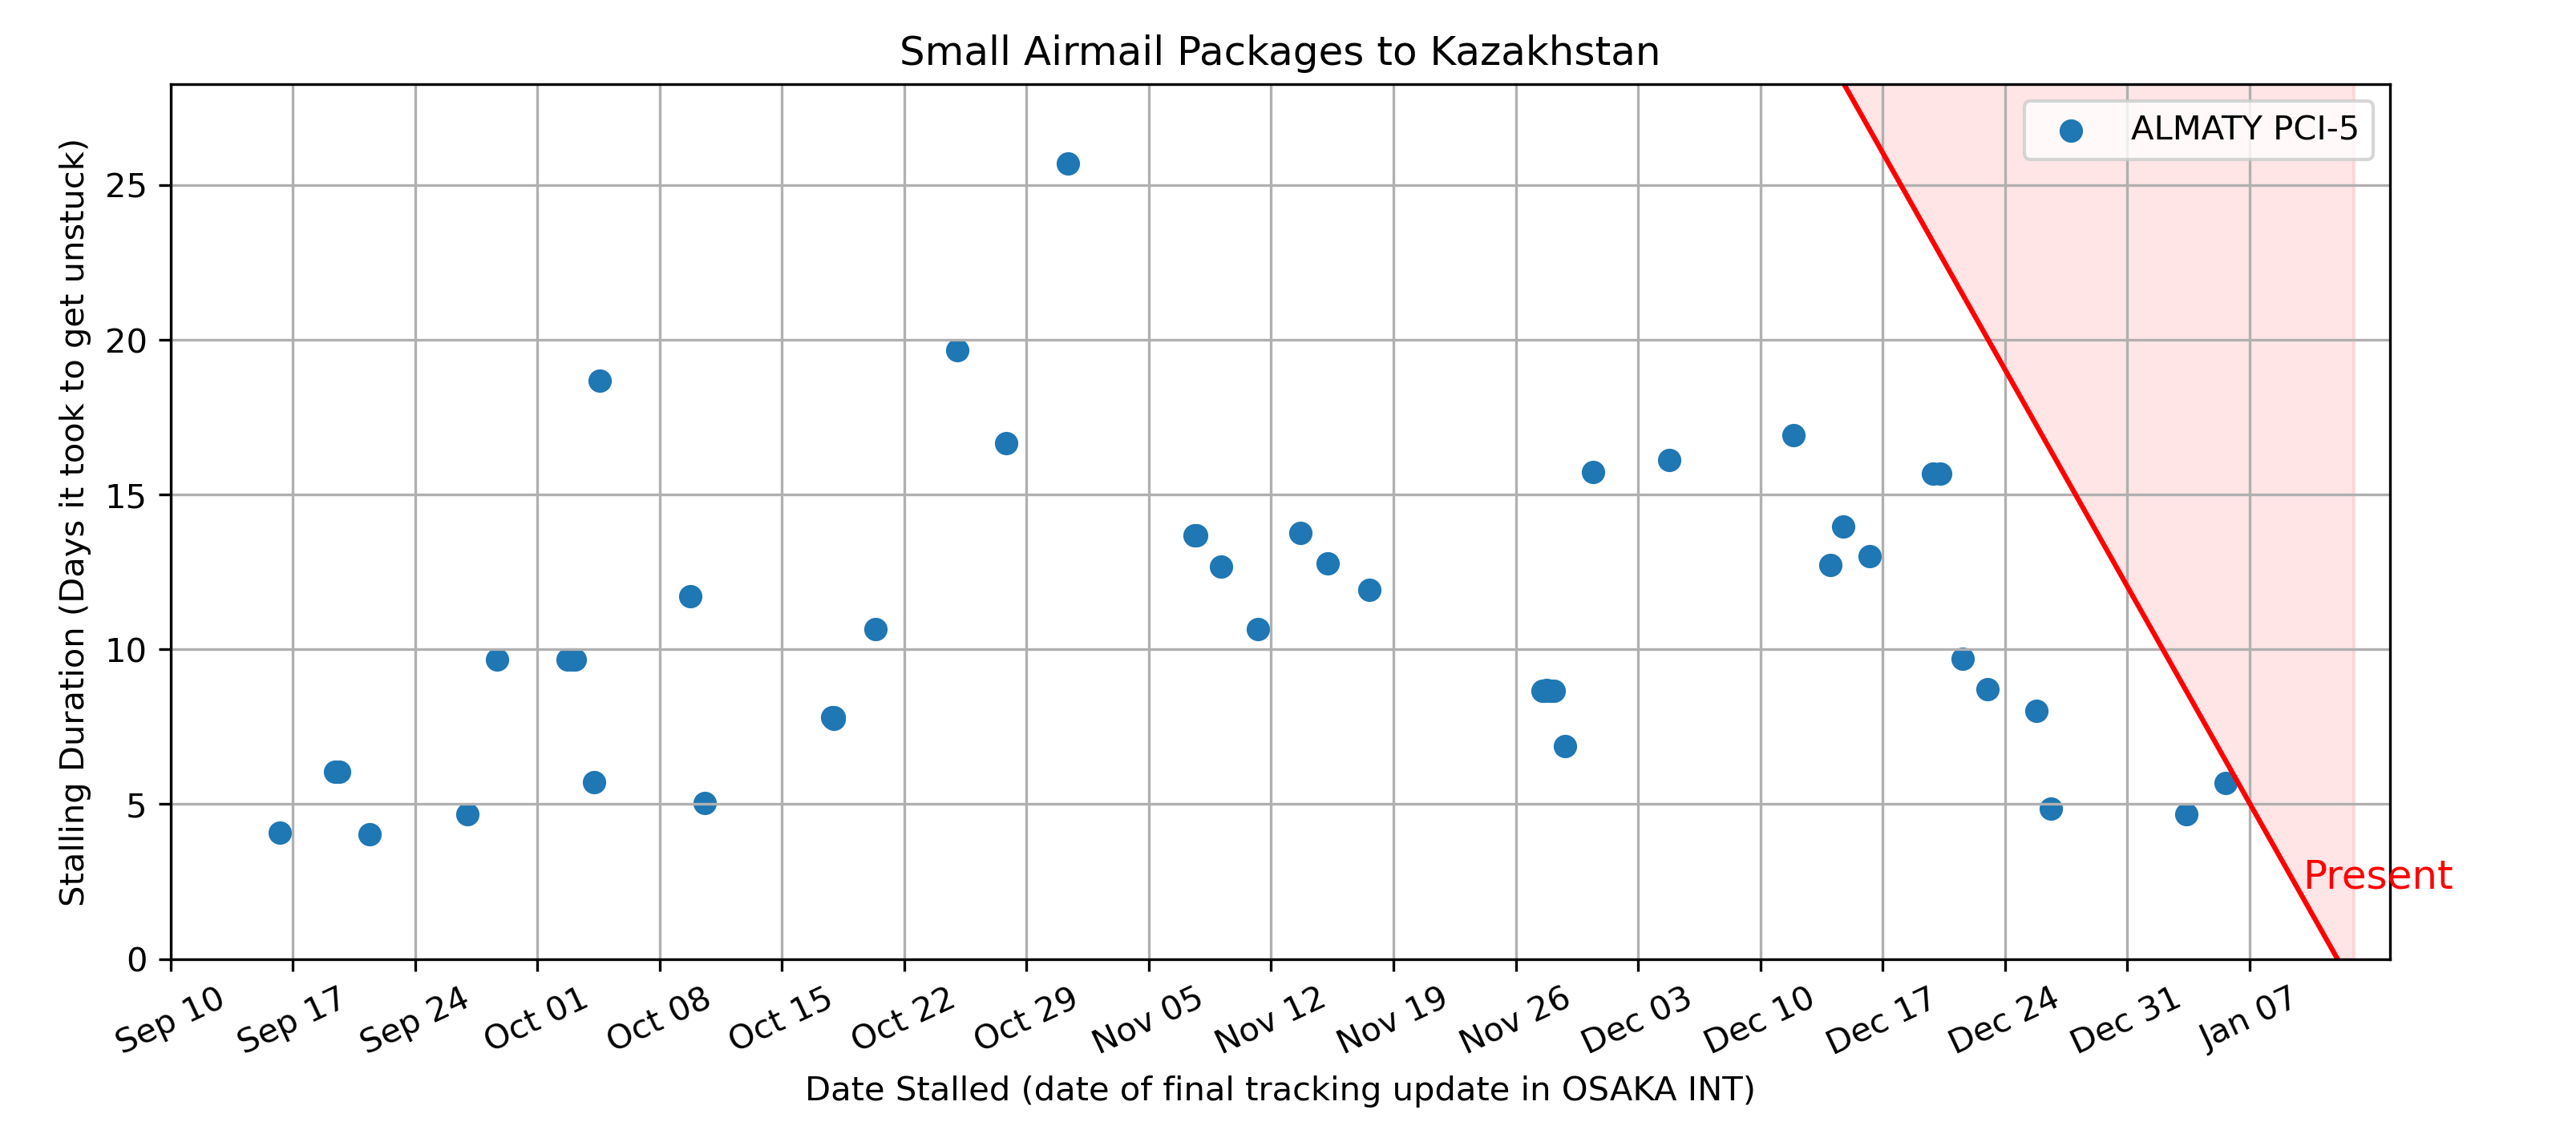 Small Airmail Packages to Kazakhstan
ALMATY PCI-5
Stalling Duration (Days it took to get unstuck)
25
20
15
10
5
0
Present
Sep 10
Sep 17
Sep 24
Oct 01
Oct 08
Oct 15
Oct 22
Oct 29
Nov 05
Nov 12
Nov 19
Nov 26
Dec 03
Dec 10
Dec 17
Dec 24
Dec 31
Jan 07
Date Stalled (date of final tracking update in OSAKA INT)